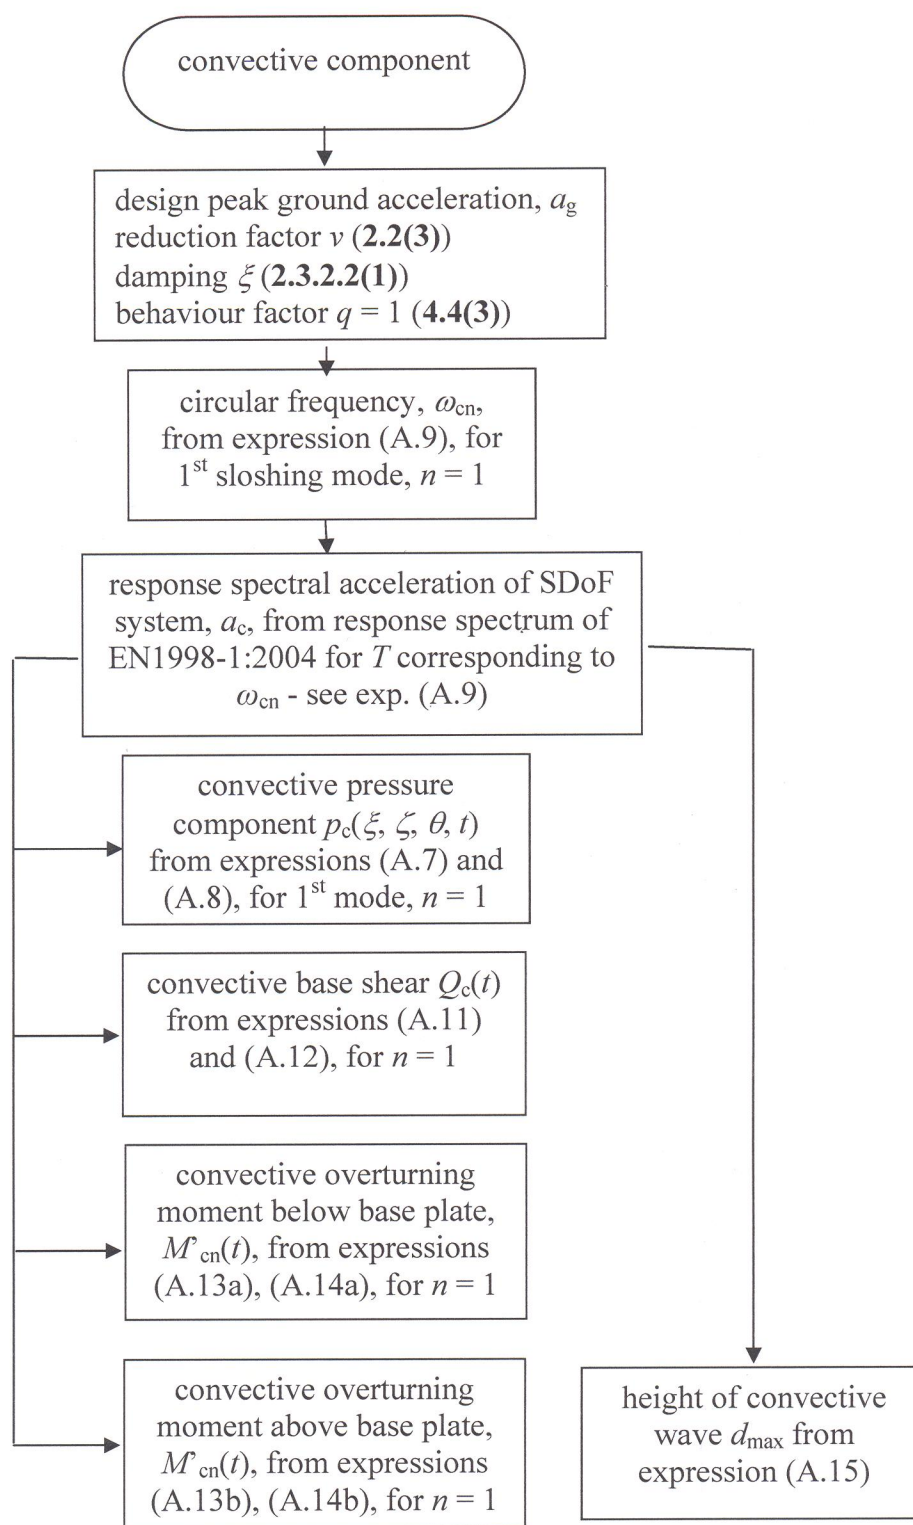 convective component
design peak ground acceleration, ag
reduction factor ν (2.2(3))
damping ξ (2.3.2.2(1))
behaviour factor q = 1 (4.4(3))
circular frequency, ωcn,
from expression (A.9), for
1st sloshing mode, n = 1
response spectral acceleration of SDoF
system, ac, from response spectrum of
EN1998-1:2004 for T corresponding to
ωcn - see exp. (A.9)
convective pressure
component pc(ξ, ζ, θ, t)
from expressions (A.7) and
(A.8), for 1st mode, n = 1
convective base shear Qc(t)
from expressions (A.11)
and (A.12), for n = 1
convective overturning
moment below base plate,
M’cn(t), from expressions
(A.13a), (A.14a), for n = 1
convective overturning
moment above base plate,
M’cn(t), from expressions
(A.13b), (A.14b), for n = 1
height of convective
wave dmax from
expression (A.15)